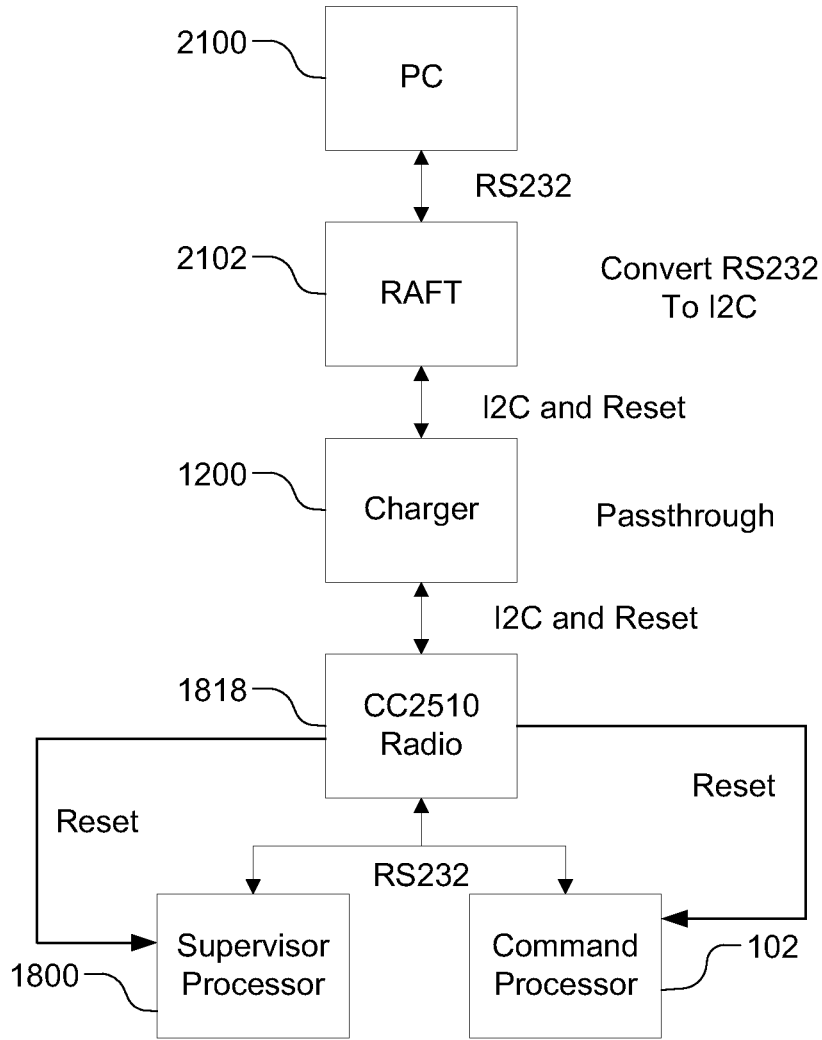 2100
PC
RS232
2102
RAFT
Convert RS232
To I2C
I2C and Reset
1200
Charger
Passthrough
I2C and Reset
1818
CC2510
Radio
Reset
Reset
RS232
Supervisor
Processor
Command
Processor
1800
102